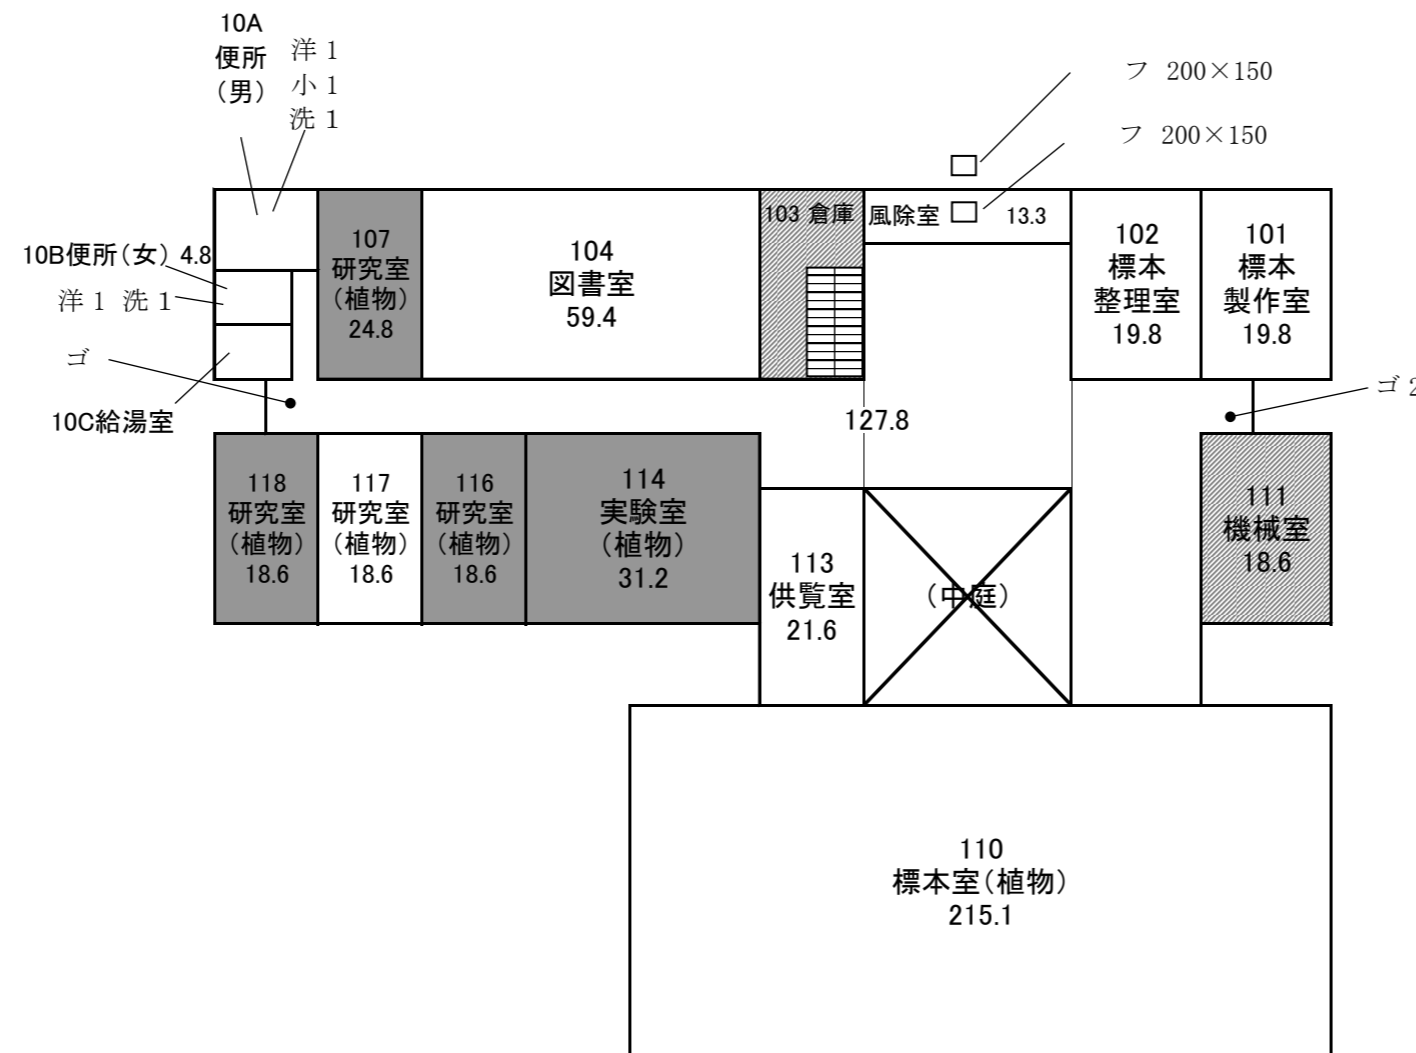 10A
便所
（男）
洋 1
小 1
洗 1
フ 200×150
フ 200×150
10B便所（女） 4.8
洋 1 洗 1
ゴ
10C給湯室
107
研究室
（植物）
24.8
104
図書室
59.4
103 倉庫
風除室
13.3
102
標本
整理室
19.8
101
標本
製作室
19.8
127.8
ゴ 2
118
研究室
（植物）
18.6
117
研究室
（植物）
18.6
116
研究室
（植物）
18.6
114
実験室
（植物）
31.2
113
供覧室
21.6
（中庭）
111
機械室
18.6
110
標本室（植物）
215.1